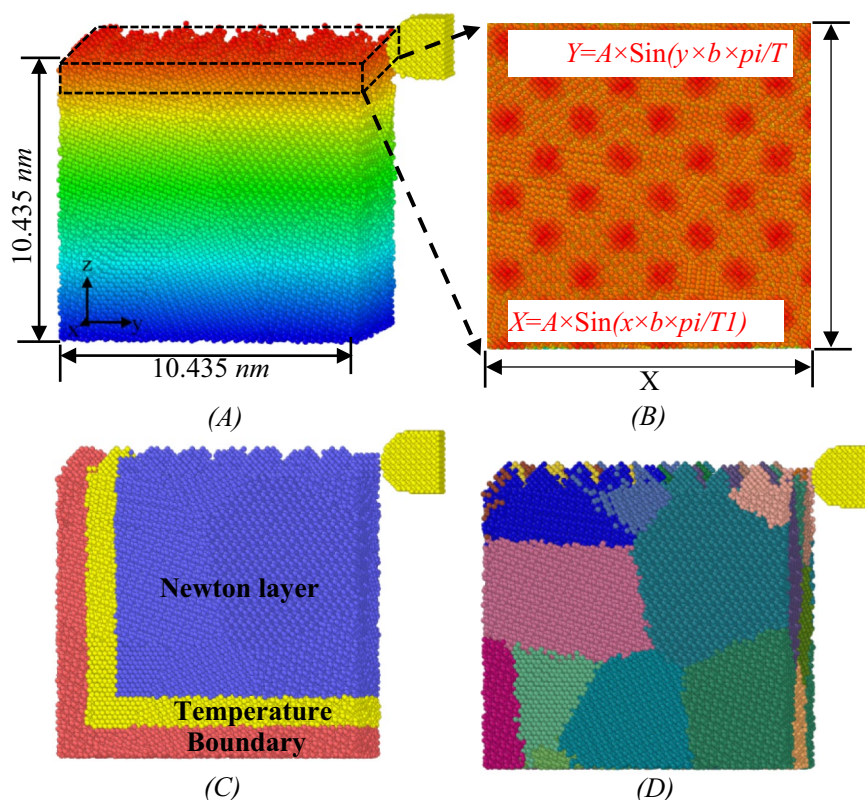 10.435 nm
z
x
y
10.435 nm
(A)
Y=A×Sin(y×b×pi/T
X=A×Sin(x×b×pi/T1)
X
(B)
Newton layer
Temperature
Boundary
(C)
(D)